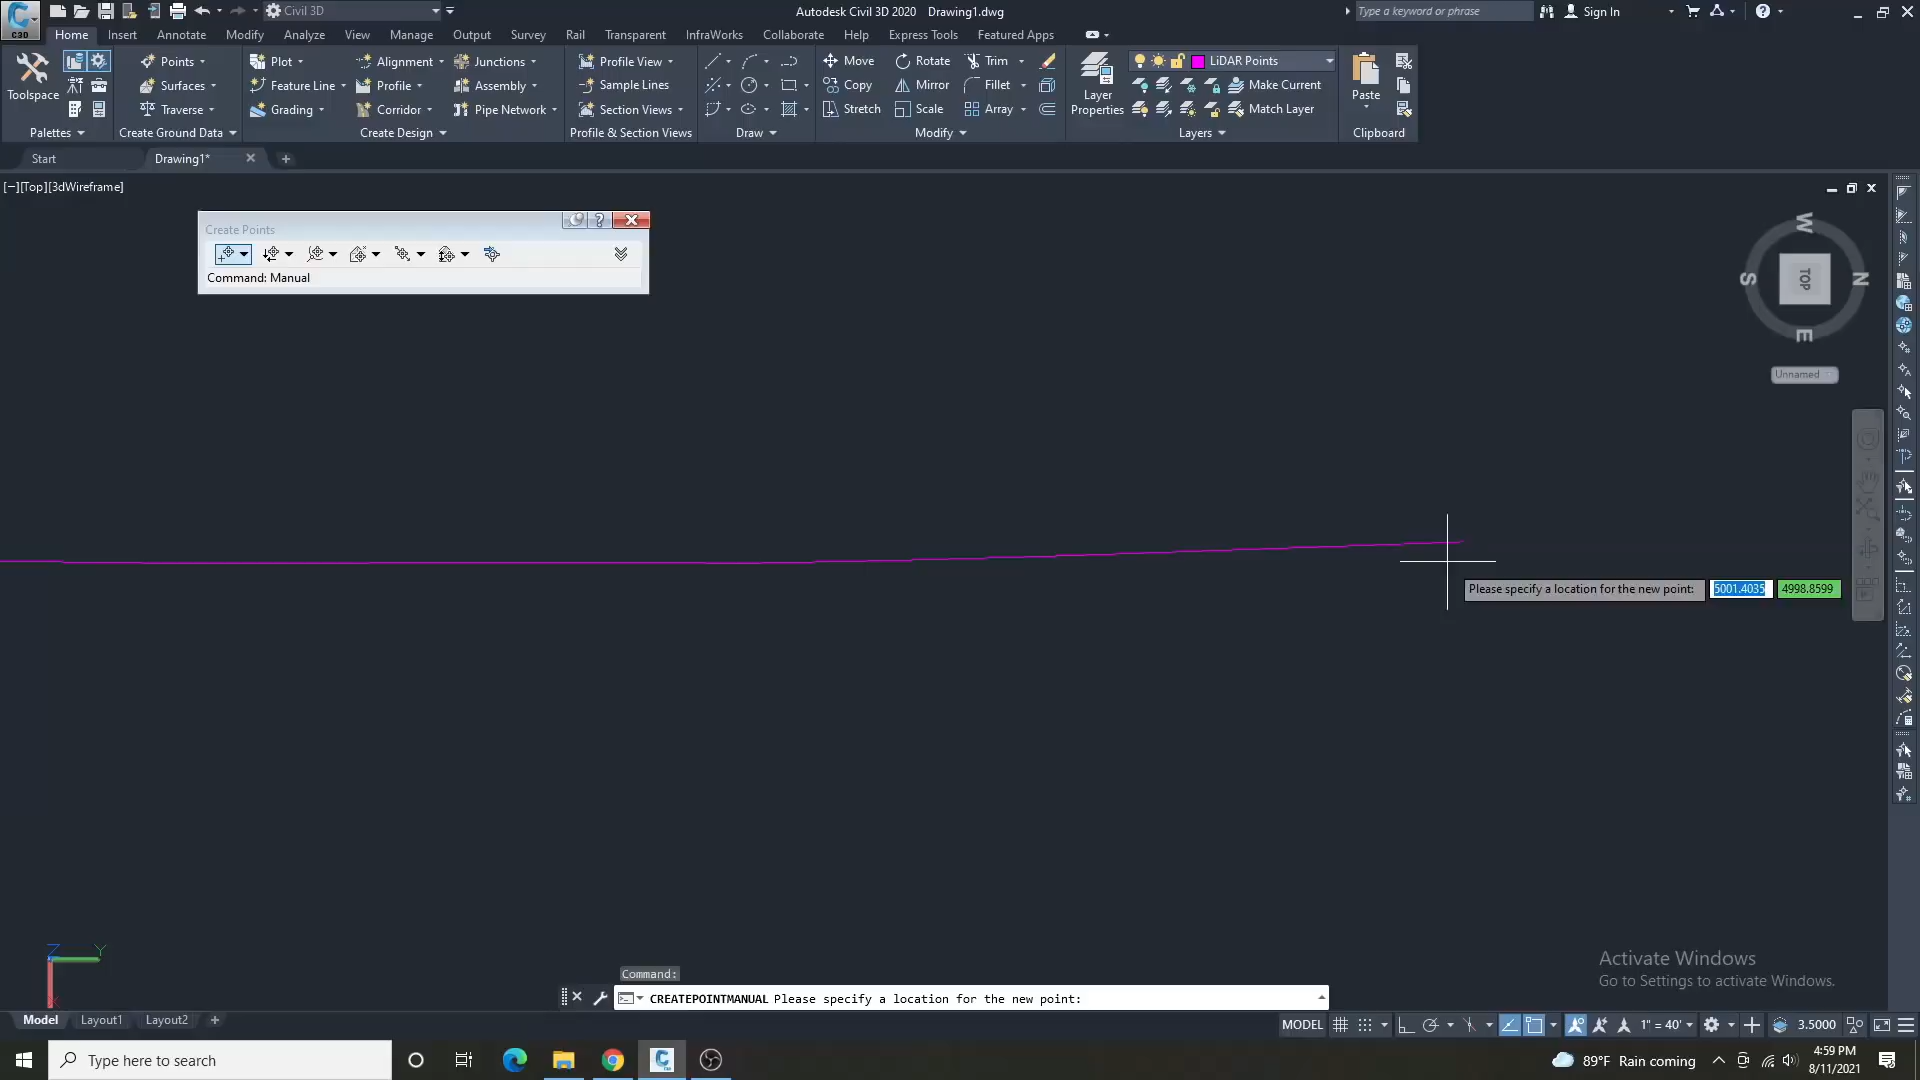 Civil 3D
Autodesk Civil 3D 2020 Drawing1.dwg
Type a keyword or phrase
Sign In
C3D
Home Insert Annotate Modify Analyze View Manage Output Survey Rail Transparent InfraWorks Collaborate Help Express Tools Featured Apps
Toolspace
Points
Surfaces
Traverse
Plot
Feature Line
Grading
Alignment
Profile
Corridor
Junctions
Assembly
Pipe Network
Profile View
Sample Lines
Section Views
Move
Copy
Stretch
Rotate
Mirror
Scale
Trim
Fillet
Array
Layer
Properties
LiDAR Points
Make Current
Match Layer
Paste
Palettes Create Ground Data Create Design Profile & Section Views Draw Modify Layers Clipboard
Start Drawing1*
[−][Top][3dWireframe]
Create Points
Command: Manual
W
S
TOP
N
E
Unnamed
Please specify a location for the new point: 5001.4035 4998.8599
Z Y
X
Activate Windows
Go to Settings to activate Windows.
Command:
CREATEPOINTMANUAL Please specify a location for the new point:
Model Layout1 Layout2
MODEL 1" = 40' 3.5000
Type here to search
89°F Rain coming
4:59 PM
8/11/2021